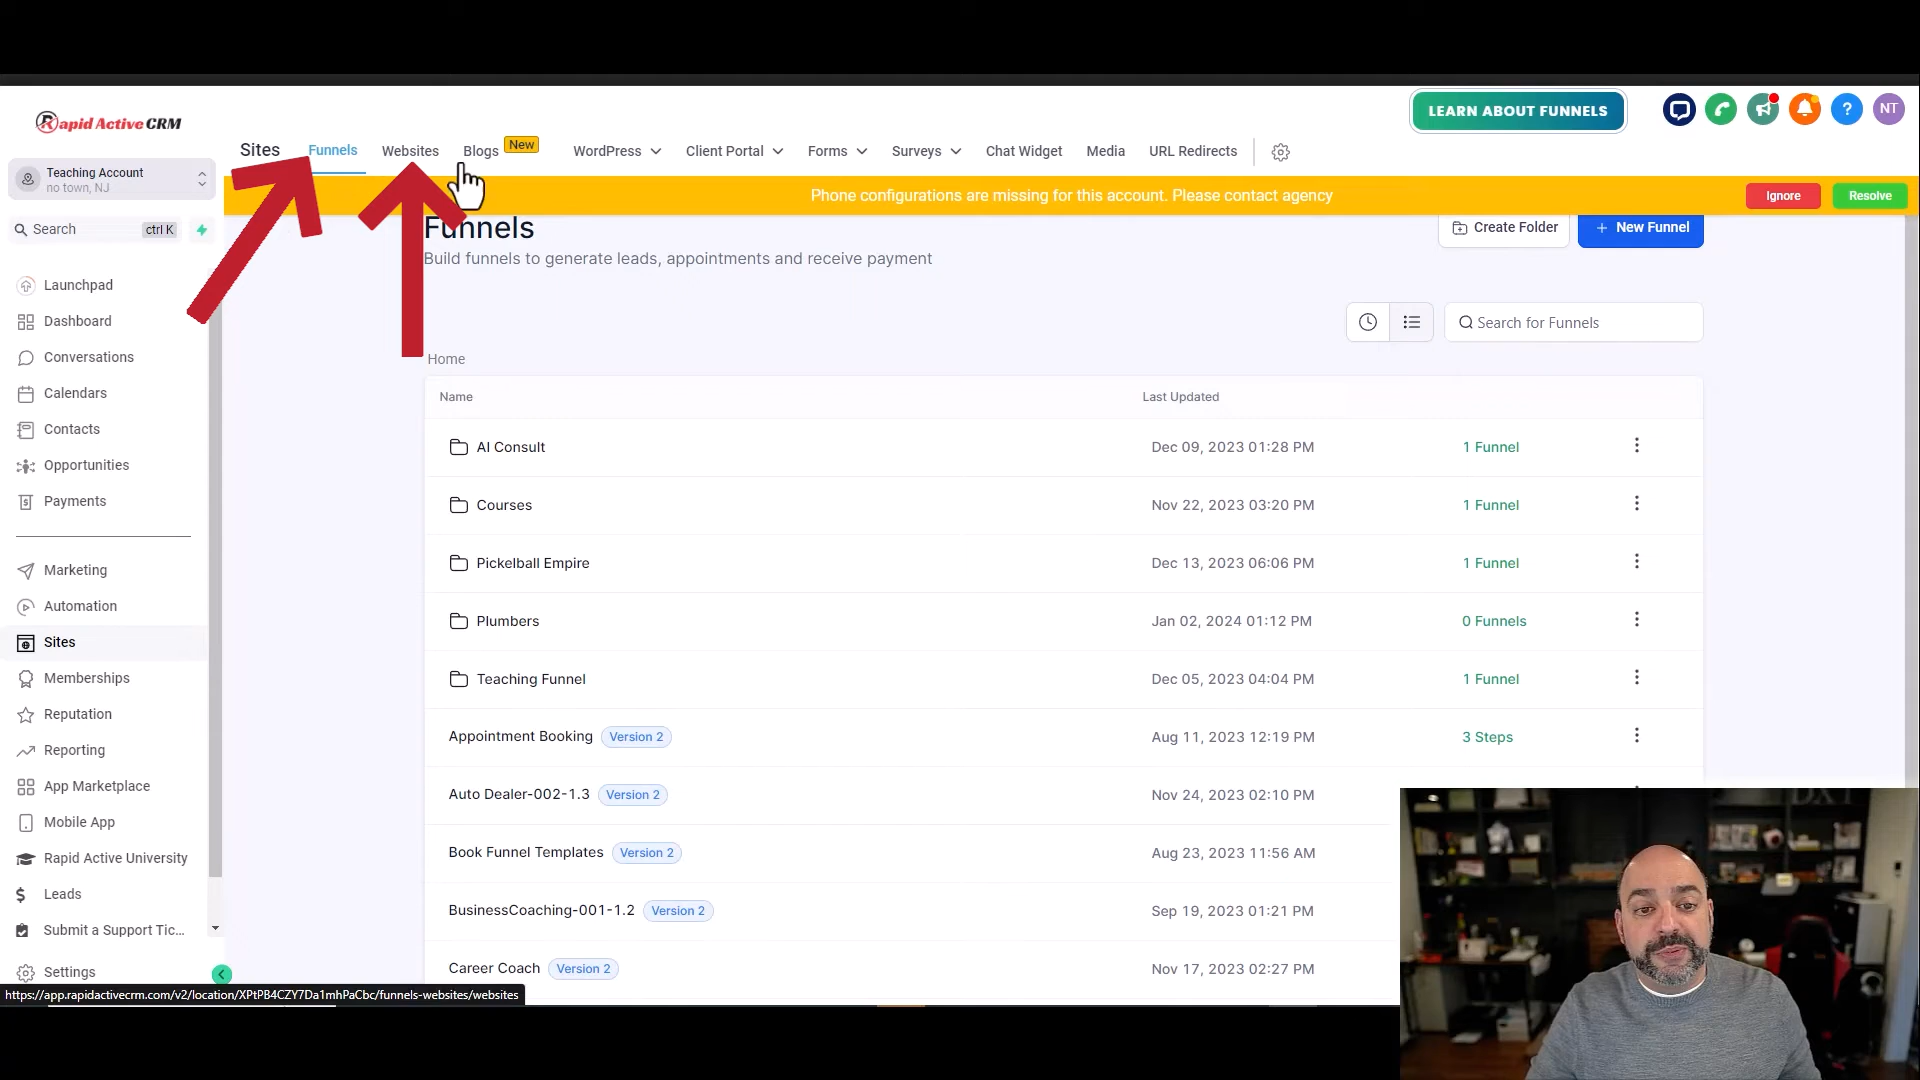 LEARN ABOUT FUNNELS
NT
Rapid Active CRM
Sites
Funnels
Websites
Blogs
New
WordPress
Client Portal
Forms
Surveys
Chat Widget
Media
URL Redirects
Teaching Account
no town, NJ
Phone configurations are missing for this account. Please contact agency
Ignore
Resolve
Search
ctrl K
Funnels
Create Folder
New Funnel
Build funnels to generate leads, appointments and receive payment
Launchpad
Dashboard
Conversations
Calendars
Contacts
Opportunities
Payments
Marketing
Automation
Sites
Memberships
Reputation
Reporting
App Marketplace
Mobile App
Rapid Active University
Leads
Submit a Support Tic...
Settings
Search for Funnels
Home
Name Last Updated
AI Consult Dec 09, 2023 01:28 PM 1 Funnel
Courses Nov 22, 2023 03:20 PM 1 Funnel
Pickelball Empire Dec 13, 2023 06:06 PM 1 Funnel
Plumbers Jan 02, 2024 01:12 PM 0 Funnels
Teaching Funnel Dec 05, 2023 04:04 PM 1 Funnel
Appointment Booking Version 2 Aug 11, 2023 12:19 PM 3 Steps
Auto Dealer-002-1.3 Version 2 Nov 24, 2023 02:10 PM
Book Funnel Templates Version 2 Aug 23, 2023 11:56 AM
BusinessCoaching-001-1.2 Version 2 Sep 19, 2023 01:21 PM
Career Coach Version 2 Nov 17, 2023 02:27 PM
https://app.rapidactivecrm.com/v2/location/XPtPB4CZY7Da1mhPaCbc/funnels-websites/websites